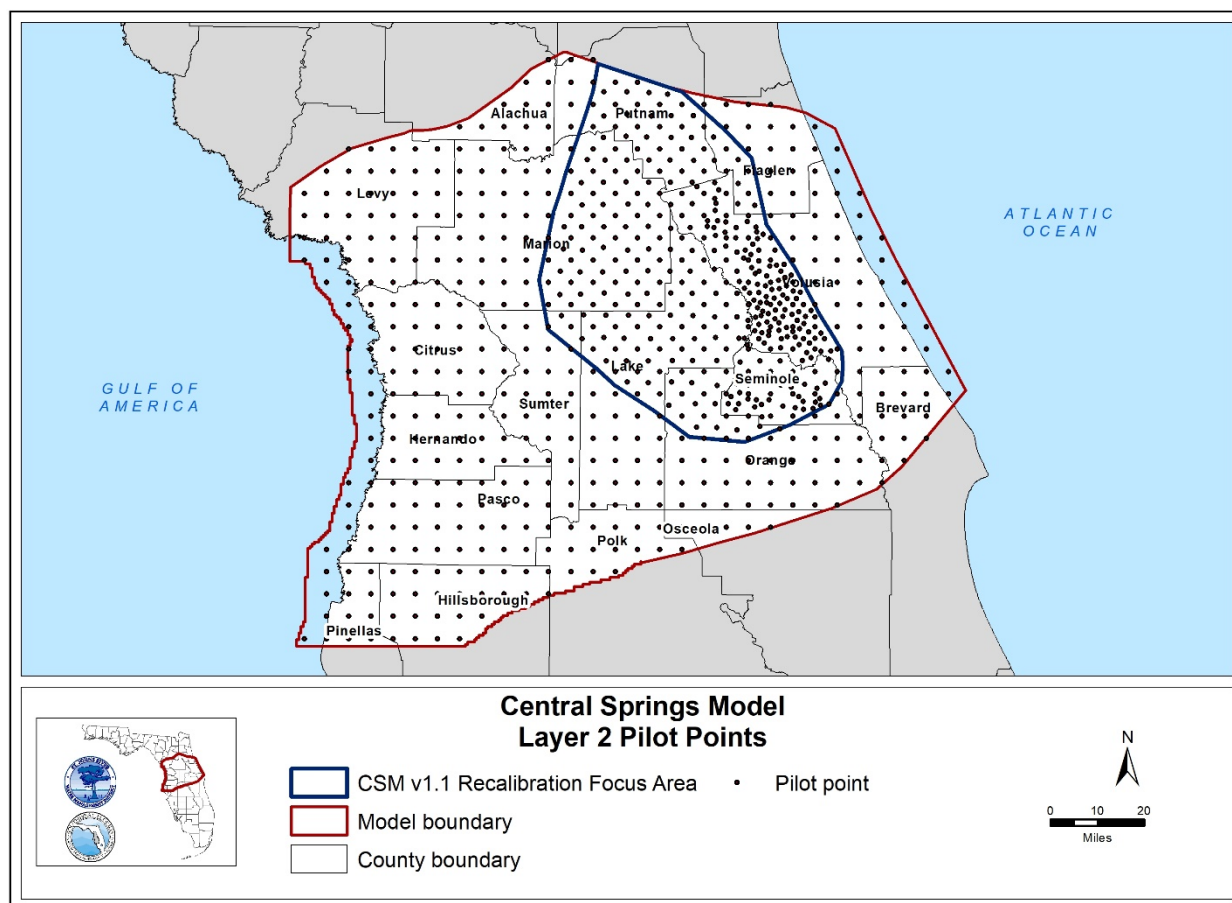 Alachua
Putnam
Flagler
Levy
Marion
Volusia
ATLANTIC
OCEAN
Citrus
Lake
Seminole
GULF OF
AMERICA
Sumter
Brevard
Hernando
Orange
Pasco
Polk
Osceola
Hillsborough
Pinellas
Central Springs Model
Layer 2 Pilot Points
CSM v1.1 Recalibration Focus Area
Pilot point
Model boundary
County boundary
N
0 10 20
Miles